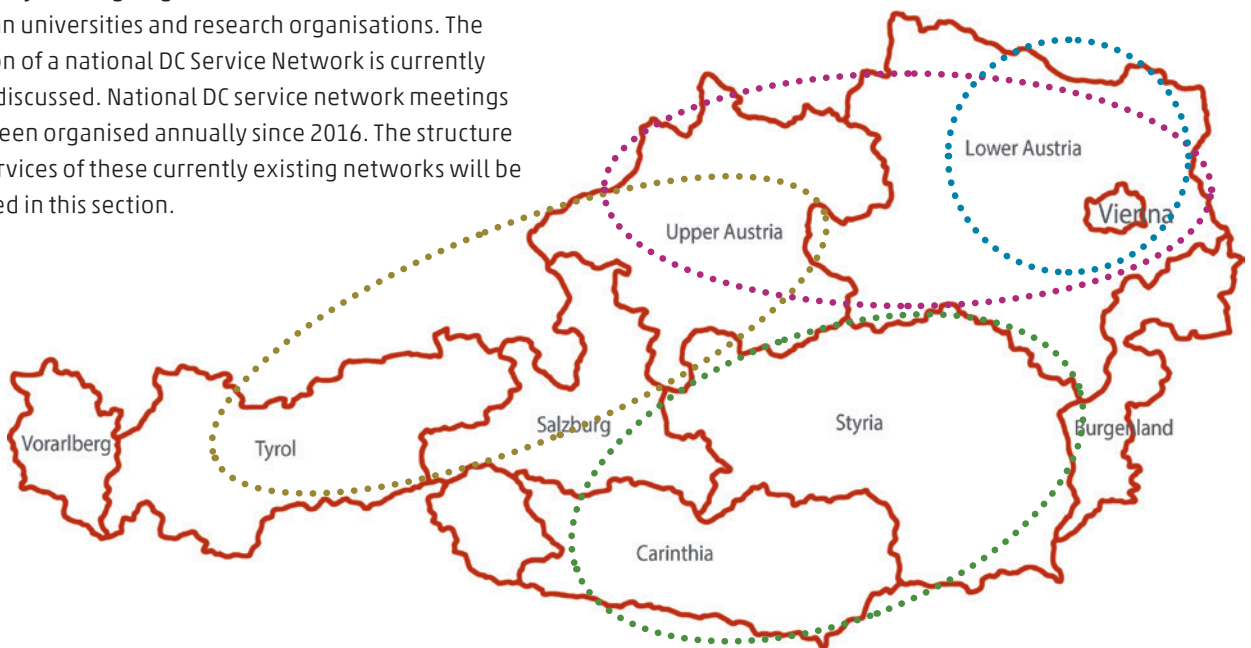 an universities and research organisations. The
on of a national DC Service Network is currently
discussed. National DC service network meetings
een organised annually since 2016. The structure
rvices of these currently existing networks will be
ed in this section.
Lower Austria
Vienna
Upper Austria
Vorarlberg
Tyrol
Salzburg
Styria
Burgenland
Carinthia